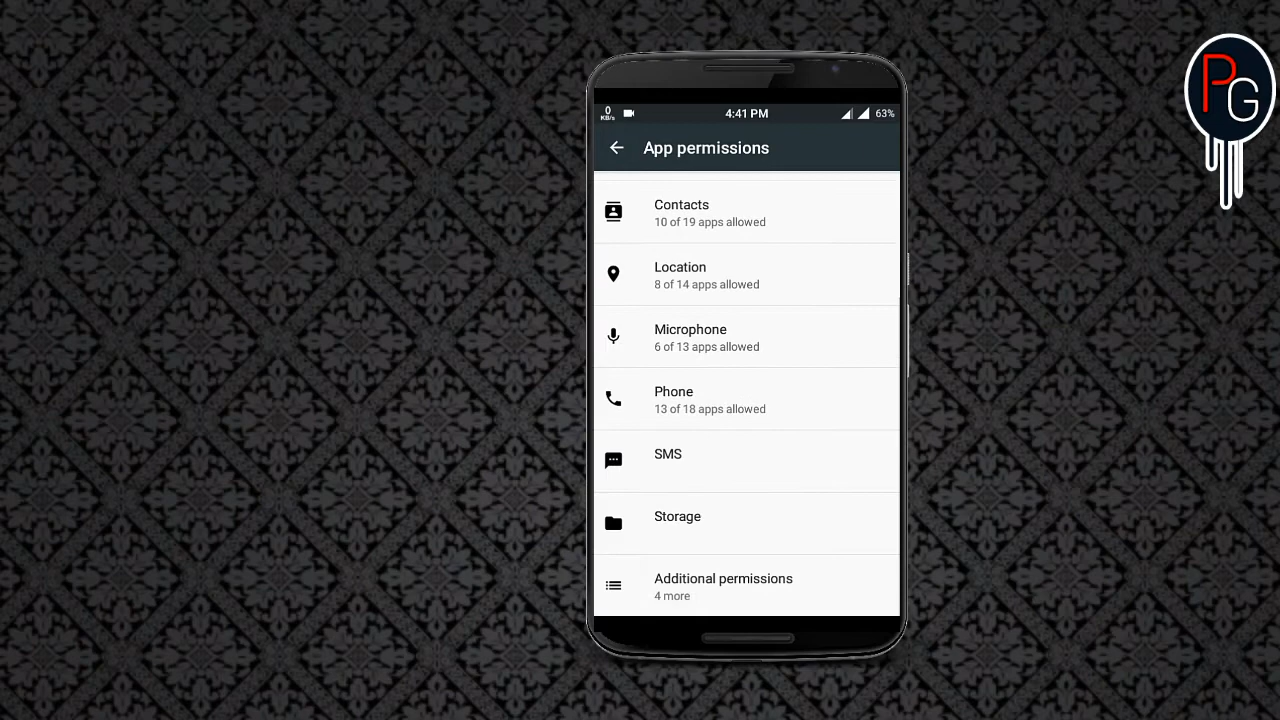 PG
0
KB/s
4:41 PM
63%
App permissions
Contacts
10 of 19 apps allowed
Location
8 of 14 apps allowed
Microphone
6 of 13 apps allowed
Phone
13 of 18 apps allowed
SMS
Storage
Additional permissions
4 more